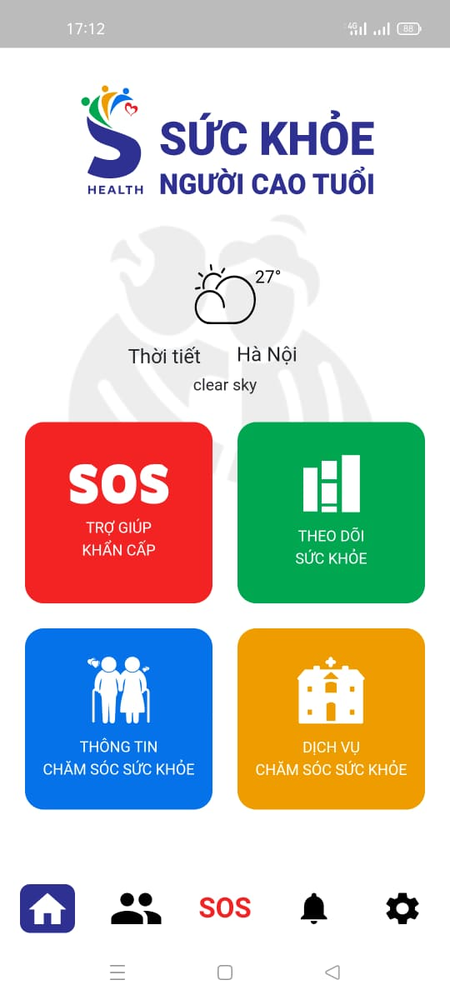 17:12
4G
88
SỨC KHỎE
NGƯỜI CAO TUỔI
HEALTH
27°
Thời tiết Hà Nội
clear sky
SOS
TRỢ GIÚP
KHẨN CẤP
THEO DÕI
SỨC KHỎE
THÔNG TIN
CHĂM SÓC SỨC KHỎE
DỊCH VỤ
CHĂM SÓC SỨC KHỎE
SOS